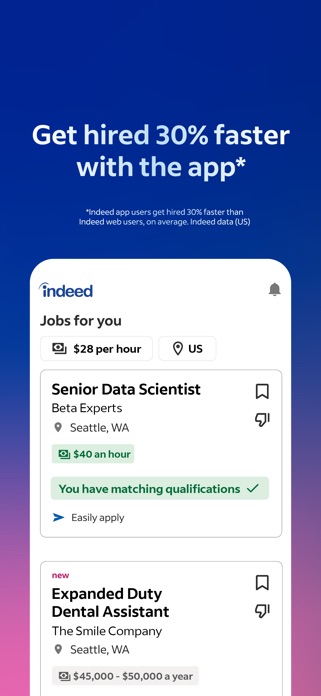 Get hired 30% faster
with the app*
*Indeed app users get hired 30% faster than
Indeed web users, on average. Indeed data (US)
indeed
Jobs for you
$28 per hour
US
Senior Data Scientist
Beta Experts
Seattle, WA
$40 an hour
You have matching qualifications
Easily apply
new
Expanded Duty
Dental Assistant
The Smile Company
Seattle, WA
$45,000 - $50,000 a year